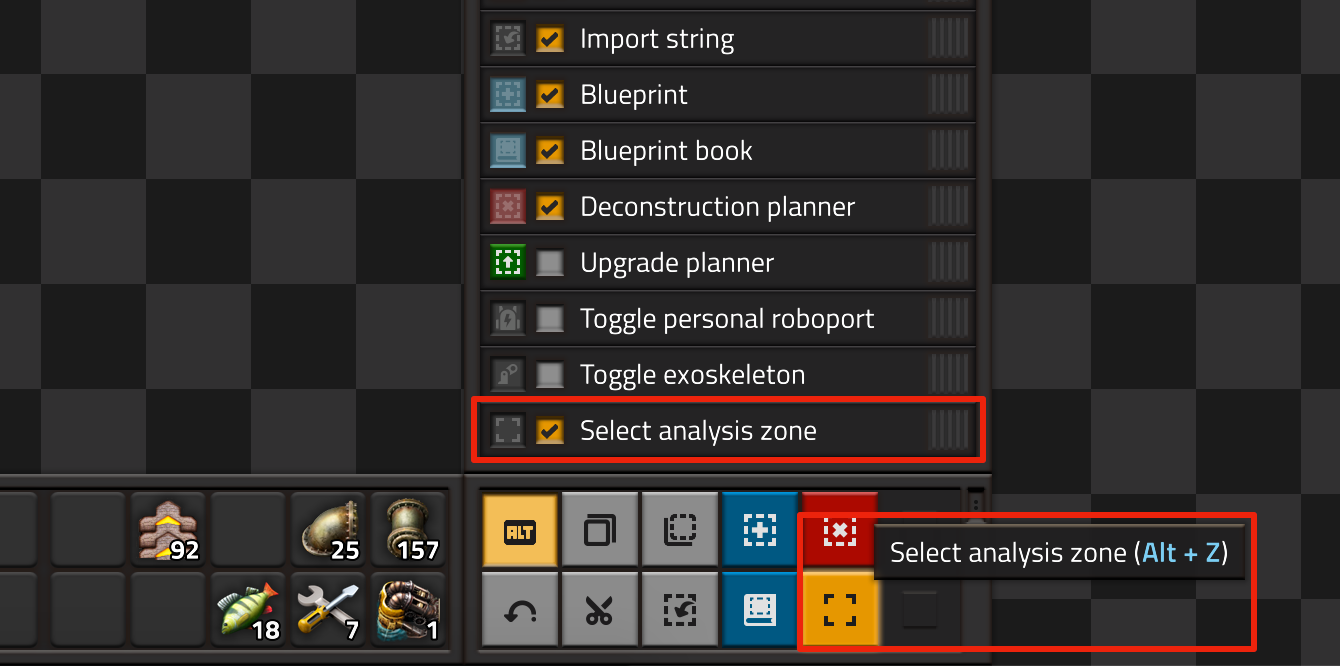 Import string
Blueprint
Blueprint book
Deconstruction planner
Upgrade planner
Toggle personal roboport
Toggle exoskeleton
Select analysis zone
92
25
157
ALT
Select analysis zone (Alt + Z)
18
7
1